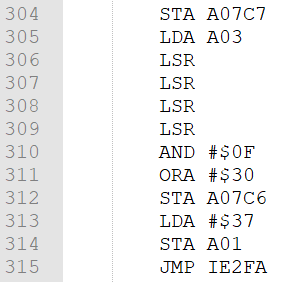 304 STA A07C7
305 LDA A03
306 LSR
307 LSR
308 LSR
309 LSR
310 AND #$0F
311 ORA #$30
312 STA A07C6
313 LDA #$37
314 STA A01
315 JMP IE2FA